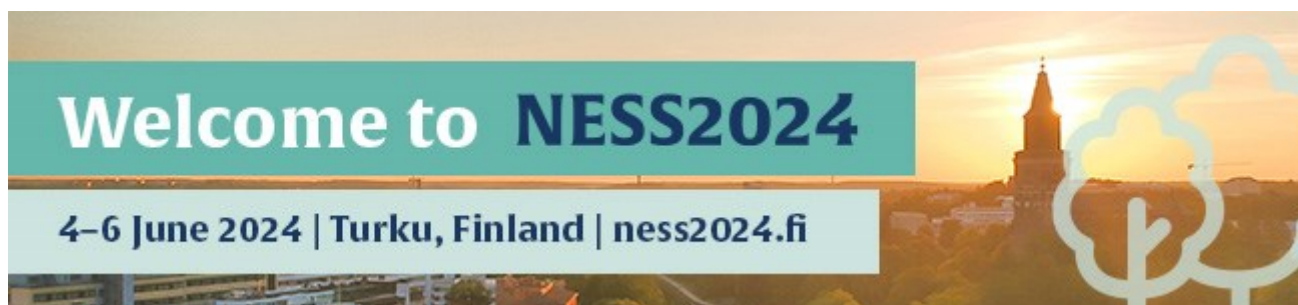 Welcome to NESS2024
4–6 June 2024 | Turku, Finland | ness2024.fi